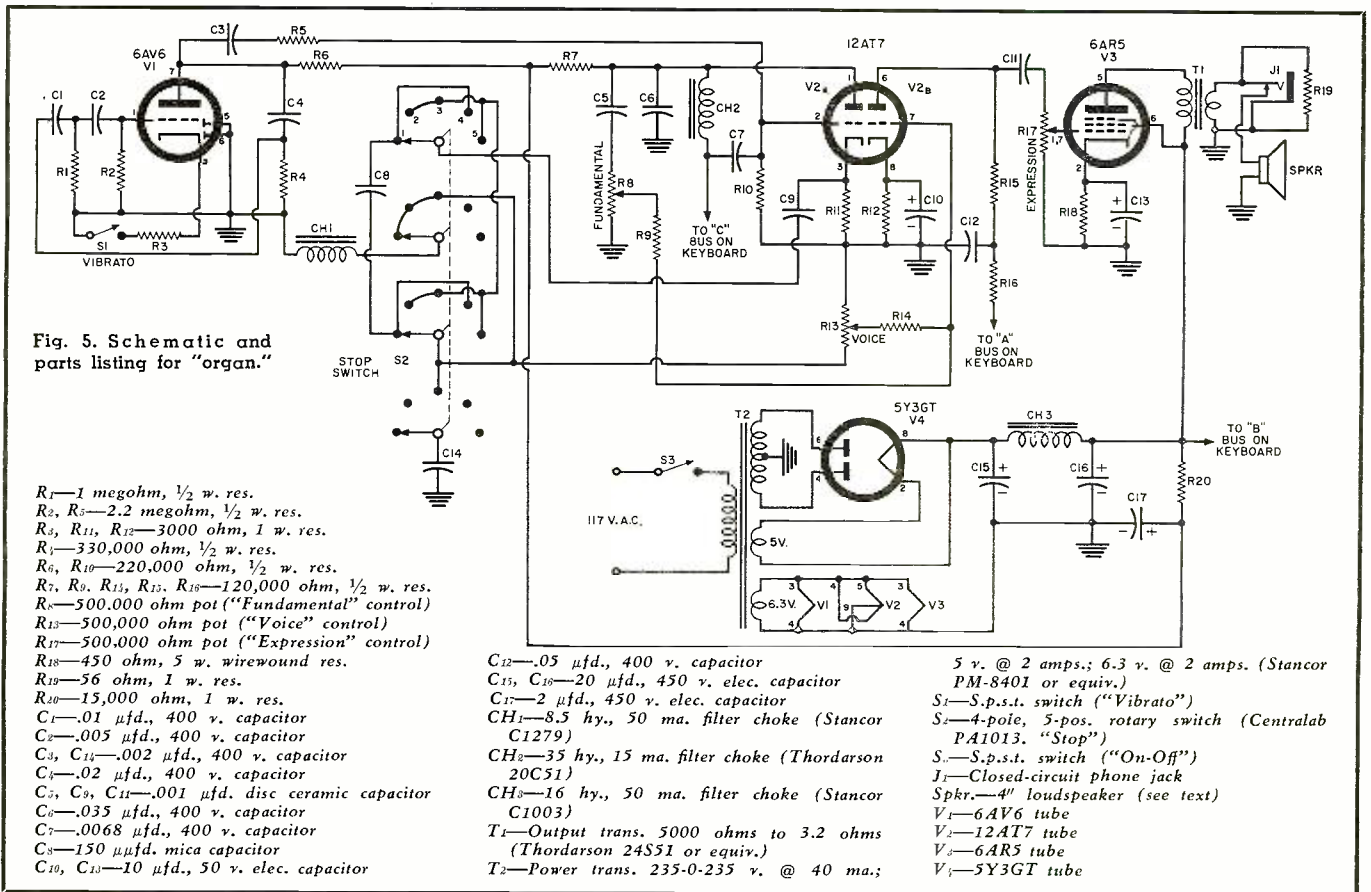 C3
R5
12AT7
6AR5
V3
6AV6
V1
R6
R7
C11
T1
J1
C1
C2
C4
C5
C6
CH2
V2A
V2B
R17
R19
R1
R2
R4
C8
FUNDAMENTAL
R8
C7
R10
R15
EXPRESSION
SPKR
R9
C9
R11
R12
C10
C12
R18
C13
S1
R3
CH1
TO "C"
BUS ON
KEYBOARD
VIBRATO
R16
R13
R14
VOICE
TO "A"
BUS ON
KEYBOARD
Fig. 5. Schematic and
parts listing for "organ."
STOP
SWITCH
S2
C14
T2
5Y3GT
V4
CH 3
TO "B"
BUS ON
KEYBOARD
S3
C15
C16
C17
R20
117 V. A.C.
5V.
6.3V.
V1
V2
V3
R1—1 megohm, ½ w. res.
R2, R5—2.2 megohm, ½ w. res.
R3, R11, R12—3000 ohm, 1 w. res.
R4—330,000 ohm, ½ w. res.
R6, R10—220,000 ohm, ½ w. res.
R7, R9, R14, R15, R16—120,000 ohm, ½ w. res.
R8—500,000 ohm pot ("Fundamental" control)
R13—500,000 ohm pot ("Voice" control)
R17—500,000 ohm pot ("Expression" control)
R18—450 ohm, 5 w. wirewound res.
R19—56 ohm, 1 w. res.
R20—15,000 ohm, 1 w. res.
C1—.01 μfd., 400 v. capacitor
C2—.005 μfd., 400 v. capacitor
C3, C14—.002 μfd., 400 v. capacitor
C4—.02 μfd., 400 v. capacitor
C5, C9, C11—.001 μfd. disc ceramic capacitor
C6—.035 μfd., 400 v. capacitor
C7—.0068 μfd., 400 v. capacitor
C8—150 μμfd. mica capacitor
C10, C13—10 μfd., 50 v. elec. capacitor
C12—.05 μfd., 400 v. capacitor
C15, C16—20 μfd., 450 v. elec. capacitor
C17—2 μfd., 450 v. elec. capacitor
CH1—8.5 hy., 50 ma. filter choke (Stancor
C1279)
CH2—35 hy., 15 ma. filter choke (Thordarson
20C51)
CH3—16 hy., 50 ma. filter choke (Stancor
C1003)
T1—Output trans. 5000 ohms to 3.2 ohms
(Thordarson 24S51 or equiv.)
T2—Power trans. 235-0-235 v. @ 40 ma.;
5 v. @ 2 amps.; 6.3 v. @ 2 amps. (Stancor
PM-8401 or equiv.)
S1—S.p.s.t. switch ("Vibrato")
S2—4-pole, 5-pos. rotary switch (Centralab
PA1013. "Stop")
S3—S.p.s.t. switch ("On-Off")
J1—Closed-circuit phone jack
Spkr.—4" loudspeaker (see text)
V1—6AV6 tube
V2—12AT7 tube
V3—6AR5 tube
V4—5Y3GT tube